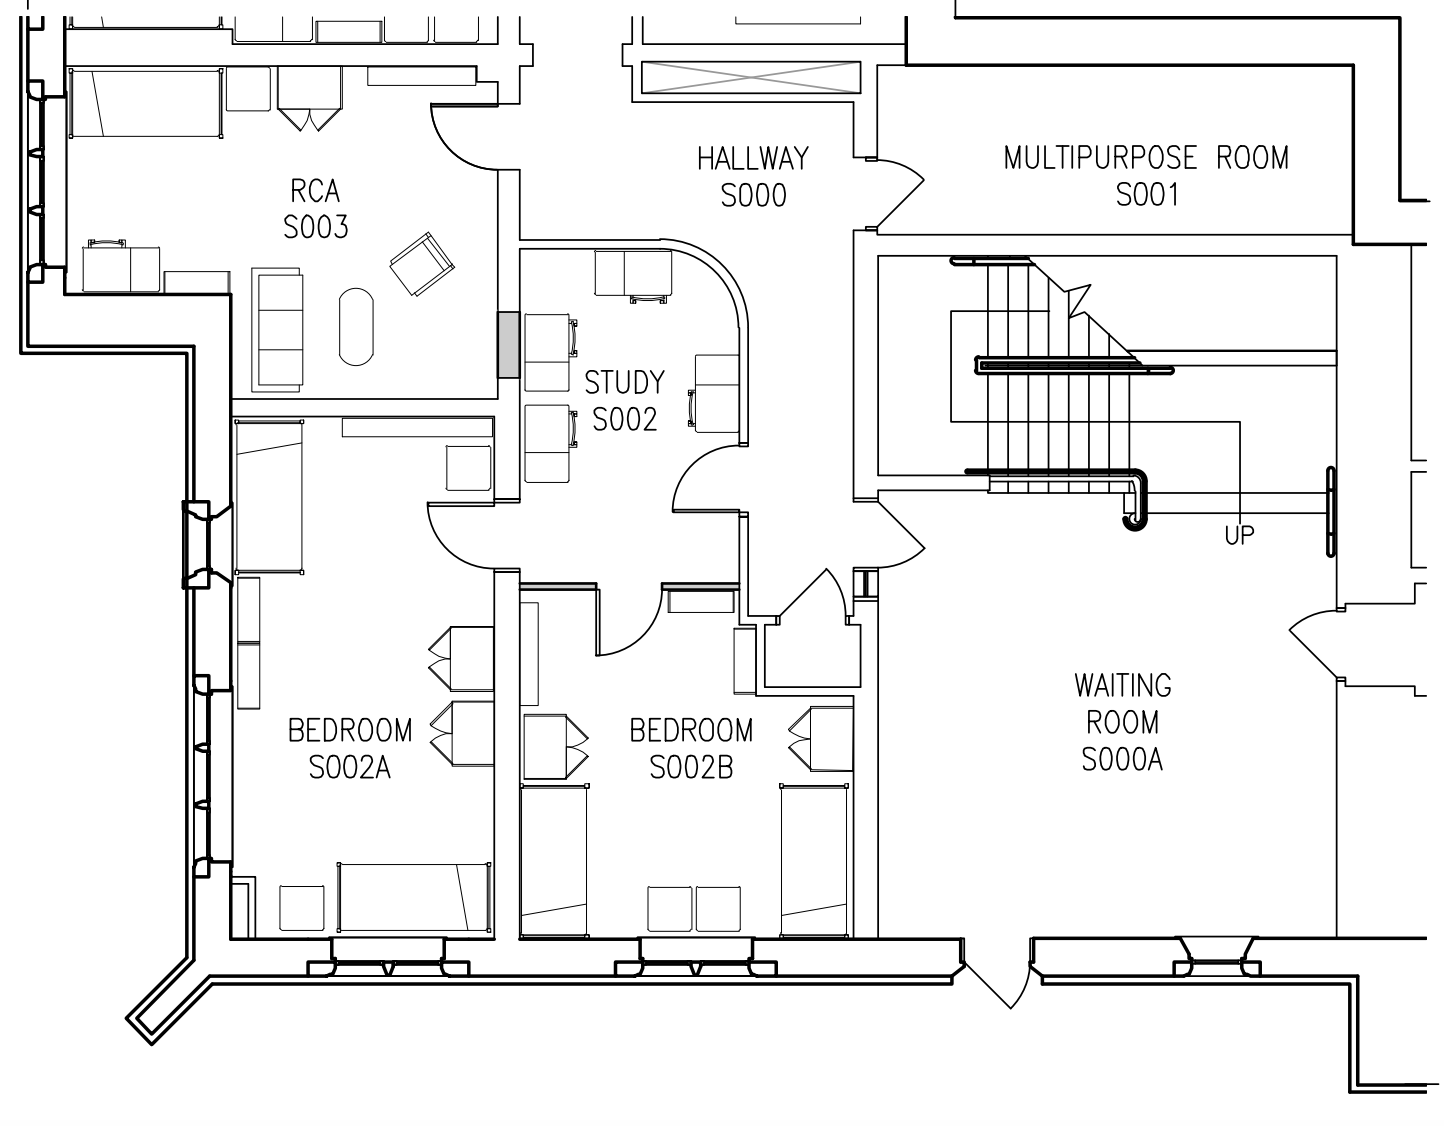 HALLWAY
S000
MULTIPURPOSE ROOM
S001
RCA
S003
STUDY
S002
UP
BEDROOM
S002A
BEDROOM
S002B
WAITING
ROOM
S000A